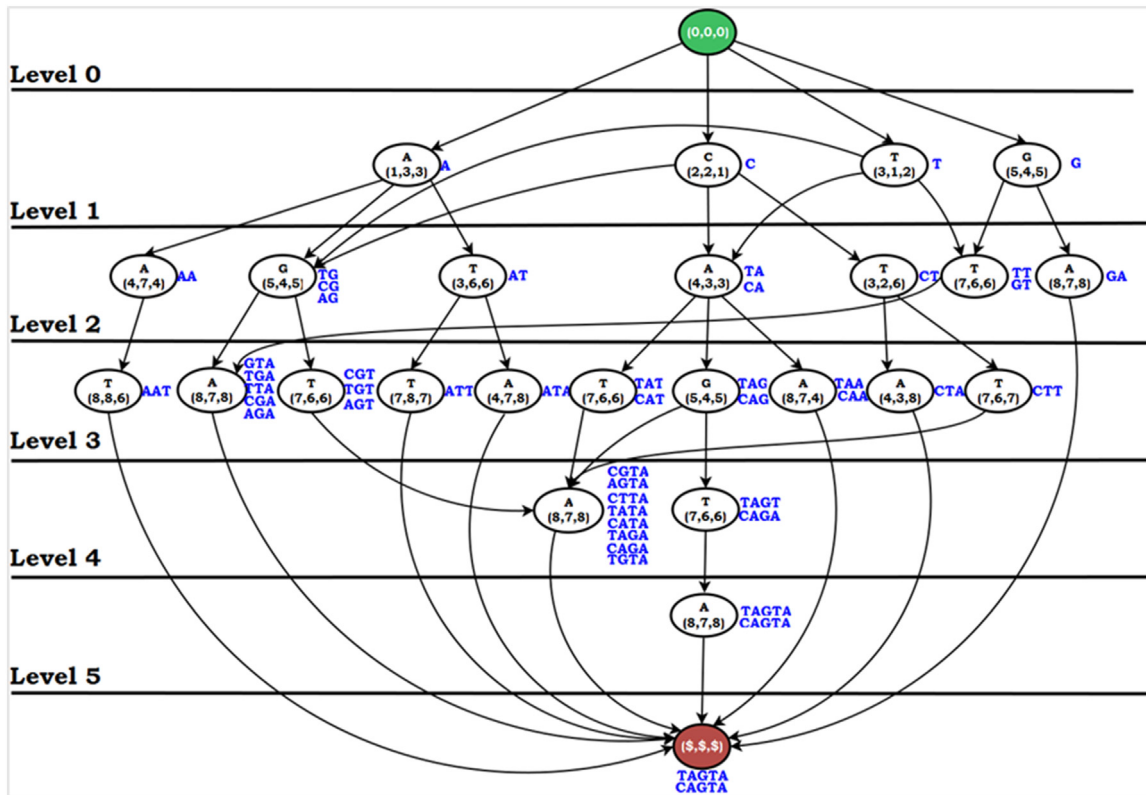 (0,0,0)
Level 0
A
(1,3,3)
A
C
(2,2,1)
C
T
(3,1,2)
T
G
(5,4,5)
G
Level 1
A
(4,7,4)
AA
G
(5,4,5)
TG
CG
AG
T
(3,6,6)
AT
A
(4,3,3)
TA
CA
T
(3,2,6)
CT
T
(7,6,6)
TT
GT
A
(8,7,8)
GA
Level 2
T
(8,8,6)
AAT
A
(8,7,8)
GTA
TGA
TTA
CGA
AGA
T
(7,6,6)
CGT
TGT
AGT
T
(7,8,7)
ATT
A
(4,7,8)
ATA
T
(7,6,6)
TAT
CAT
G
(5,4,5)
TAG
CAG
A
(8,7,4)
TAA
CAA
A
(4,3,8)
CTA
T
(7,6,7)
CTT
Level 3
A
(8,7,8)
CGTA
AGTA
CTTA
TATA
CATA
TAGA
CAGA
TGTA
T
(7,6,6)
TAGT
CAGA
Level 4
A
(8,7,8)
TAGTA
CAGTA
Level 5
($,$,$)
TAGTA
CAGTA